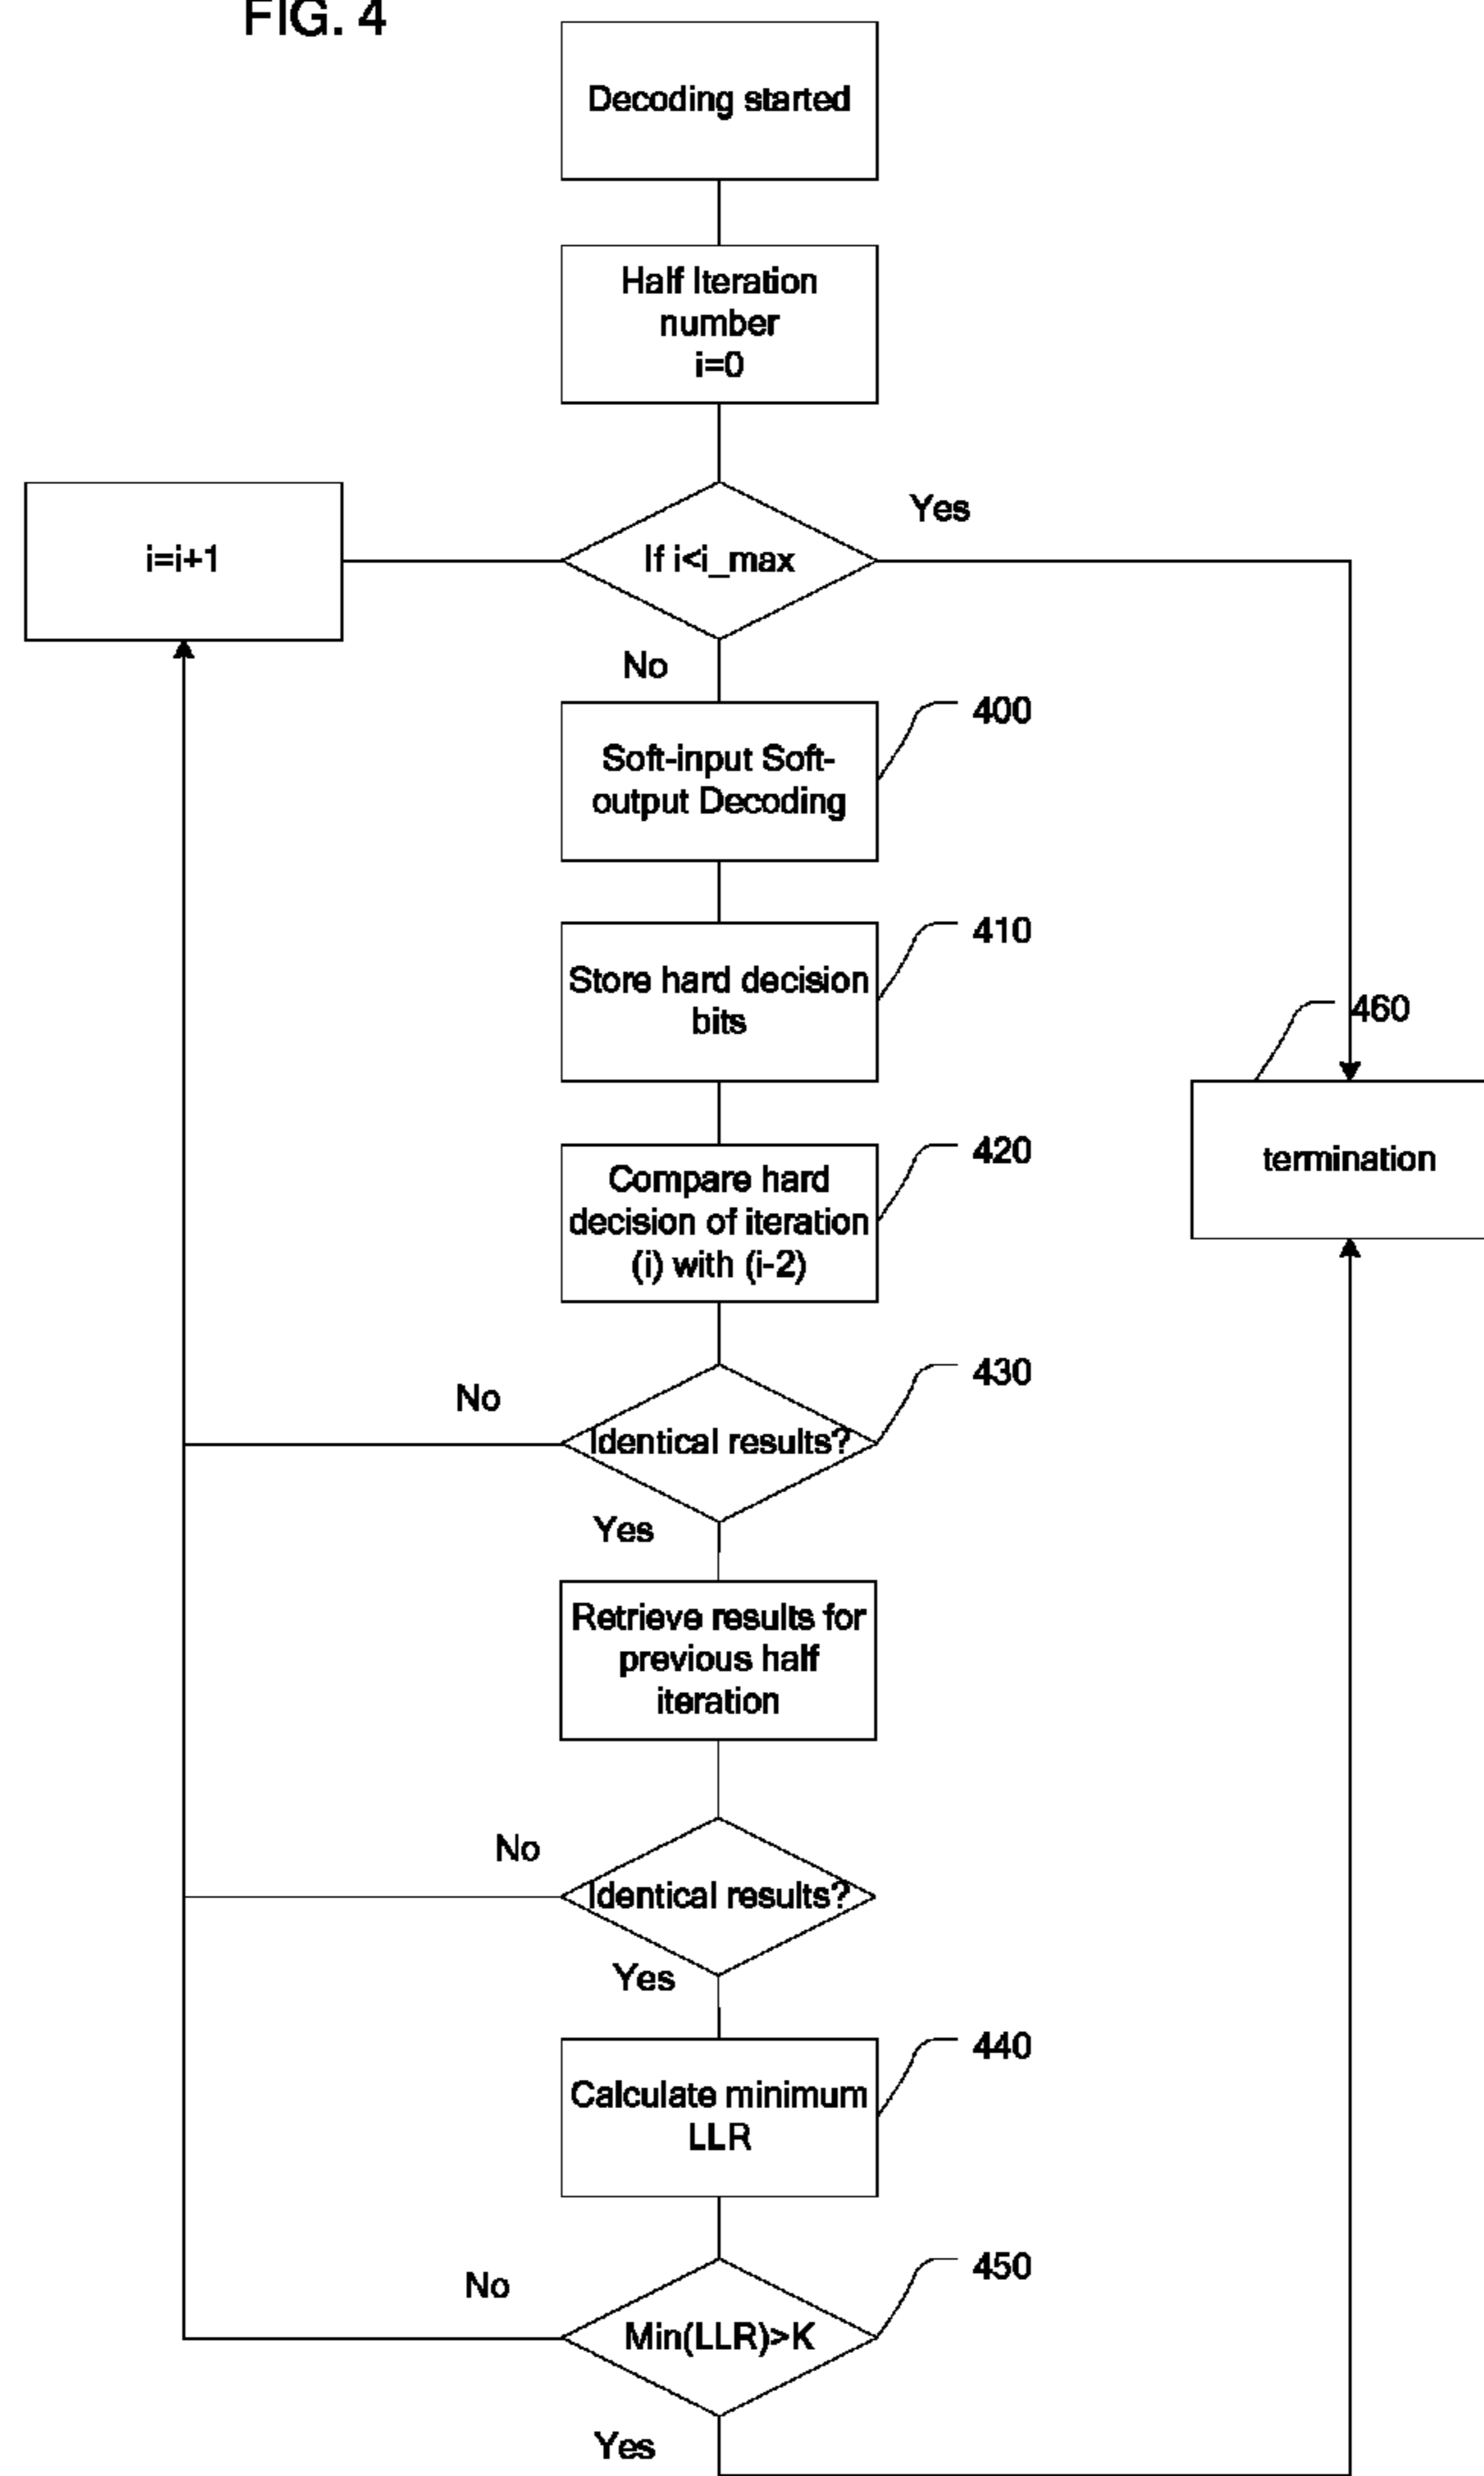 FIG. 4
Decoding started
Half Iteration
number
i=0
i=i+1
If i<i_max
Yes
No
400
Soft-input Soft-
output Decoding
410
Store hard decision
bits
460
termination
420
Compare hard
decision of iteration
(i) with (i-2)
430
No
Identical results?
Yes
Retrieve results for
previous half
iteration
No
Identical results?
Yes
440
Calculate minimum
LLR
450
No
Min(LLR)>K
Yes